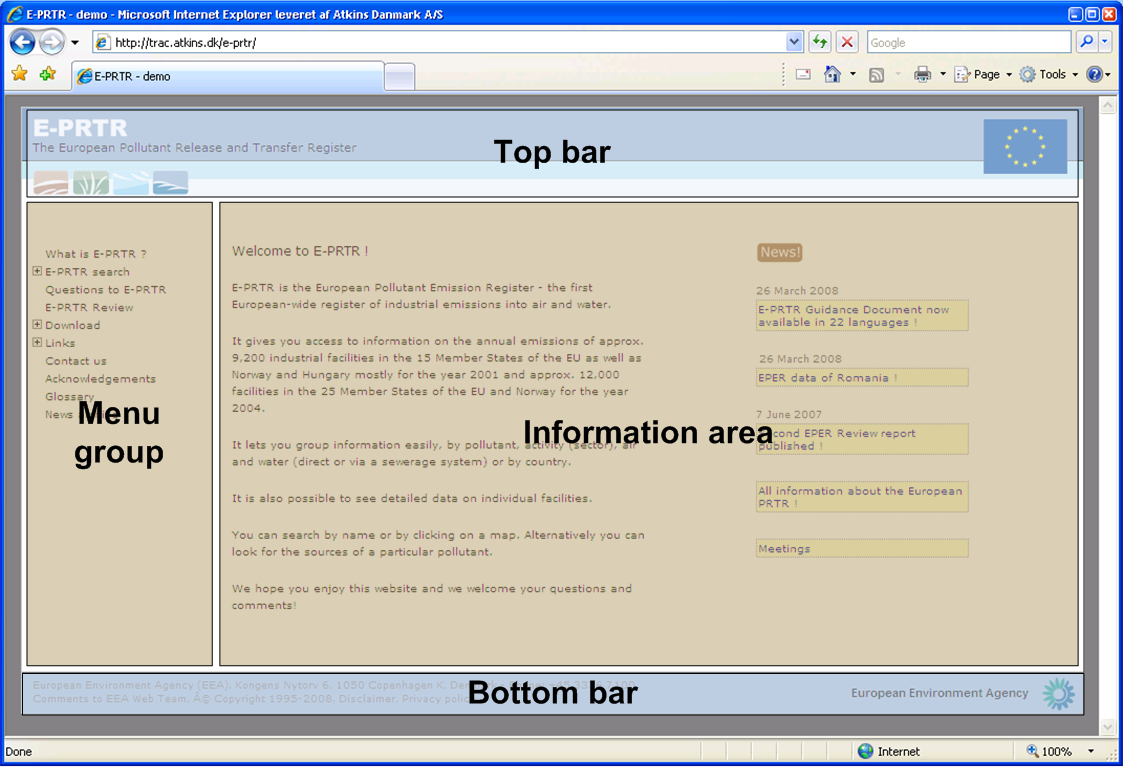 E-PRTR - demo - Microsoft Internet Explorer leveret af Atkins Danmark A/S
http://trac.atkins.dk/e-prtr/
Google
E-PRTR - demo
Page
Tools
E-PRTR
The European Pollutant Release and Transfer Register
Top bar
What is E-PRTR ?
E-PRTR search
Questions to E-PRTR
E-PRTR Review
Download
Links
Contact us
Acknowledgements
Glossary
News
Menu
group
Welcome to E-PRTR !
E-PRTR is the European Pollutant Emission Register - the first
European-wide register of industrial emissions into air and water.
It gives you access to information on the annual emissions of approx.
9,200 industrial facilities in the 15 Member States of the EU as well as
Norway and Hungary mostly for the year 2001 and approx. 12,000
facilities in the 25 Member States of the EU and Norway for the year
2004.
It lets you group information easily, by pollutant, activity (sector), air
and water (direct or via a sewerage system) or by country.
It is also possible to see detailed data on individual facilities.
You can search by name or by clicking on a map. Alternatively you can
look for the sources of a particular pollutant.
We hope you enjoy this website and we welcome your questions and
comments!
Information area
News!
26 March 2008
E-PRTR Guidance Document now
available in 22 languages !
26 March 2008
EPER data of Romania !
7 June 2007
Second EPER Review report
published !
All information about the European
PRTR !
Meetings
European Environment Agency (EEA), Kongens Nytorv 6, 1050 Copenhagen K,
Comments to EEA Web Team. Â© Copyright 1995-2008. Disclaimer. Privacy
Bottom bar
European Environment Agency
Done
Internet
100%